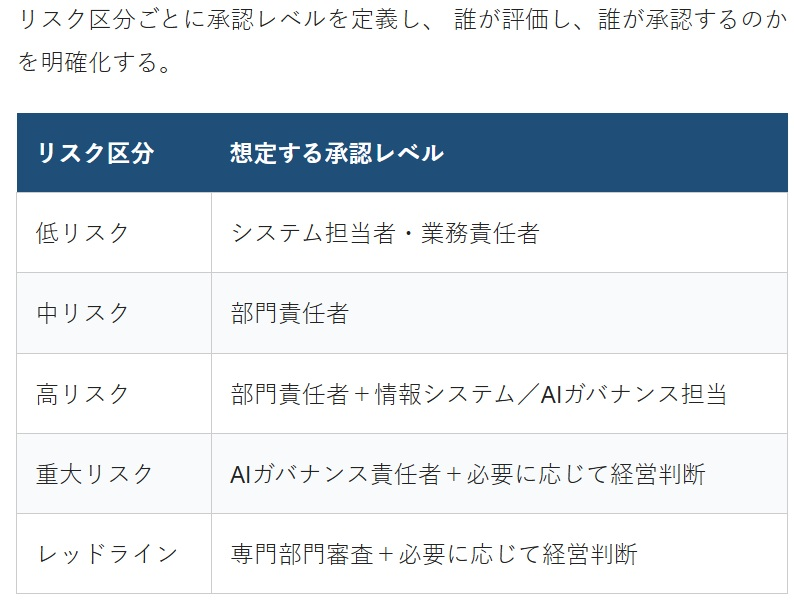 リスク区分ごとに承認レベルを定義し、 誰が評価し、誰が承認するのか
を明確化する。
リスク区分 想定する承認レベル
低リスク システム担当者・業務責任者
中リスク 部門責任者
高リスク 部門責任者＋情報システム／AIガバナンス担当
重大リスク AIガバナンス責任者＋必要に応じて経営判断
レッドライン 専門部門審査＋必要に応じて経営判断